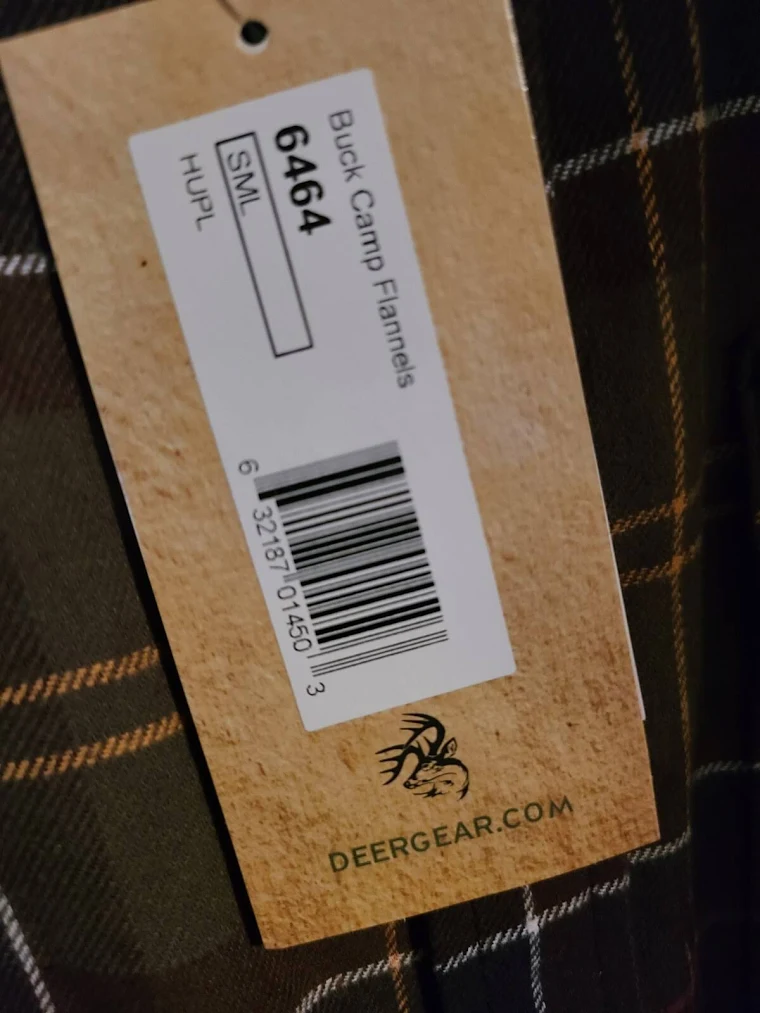 Buck Camp Flannels
6464
SML
HUPL
6 32187 01450 3
DEERGEAR.COM